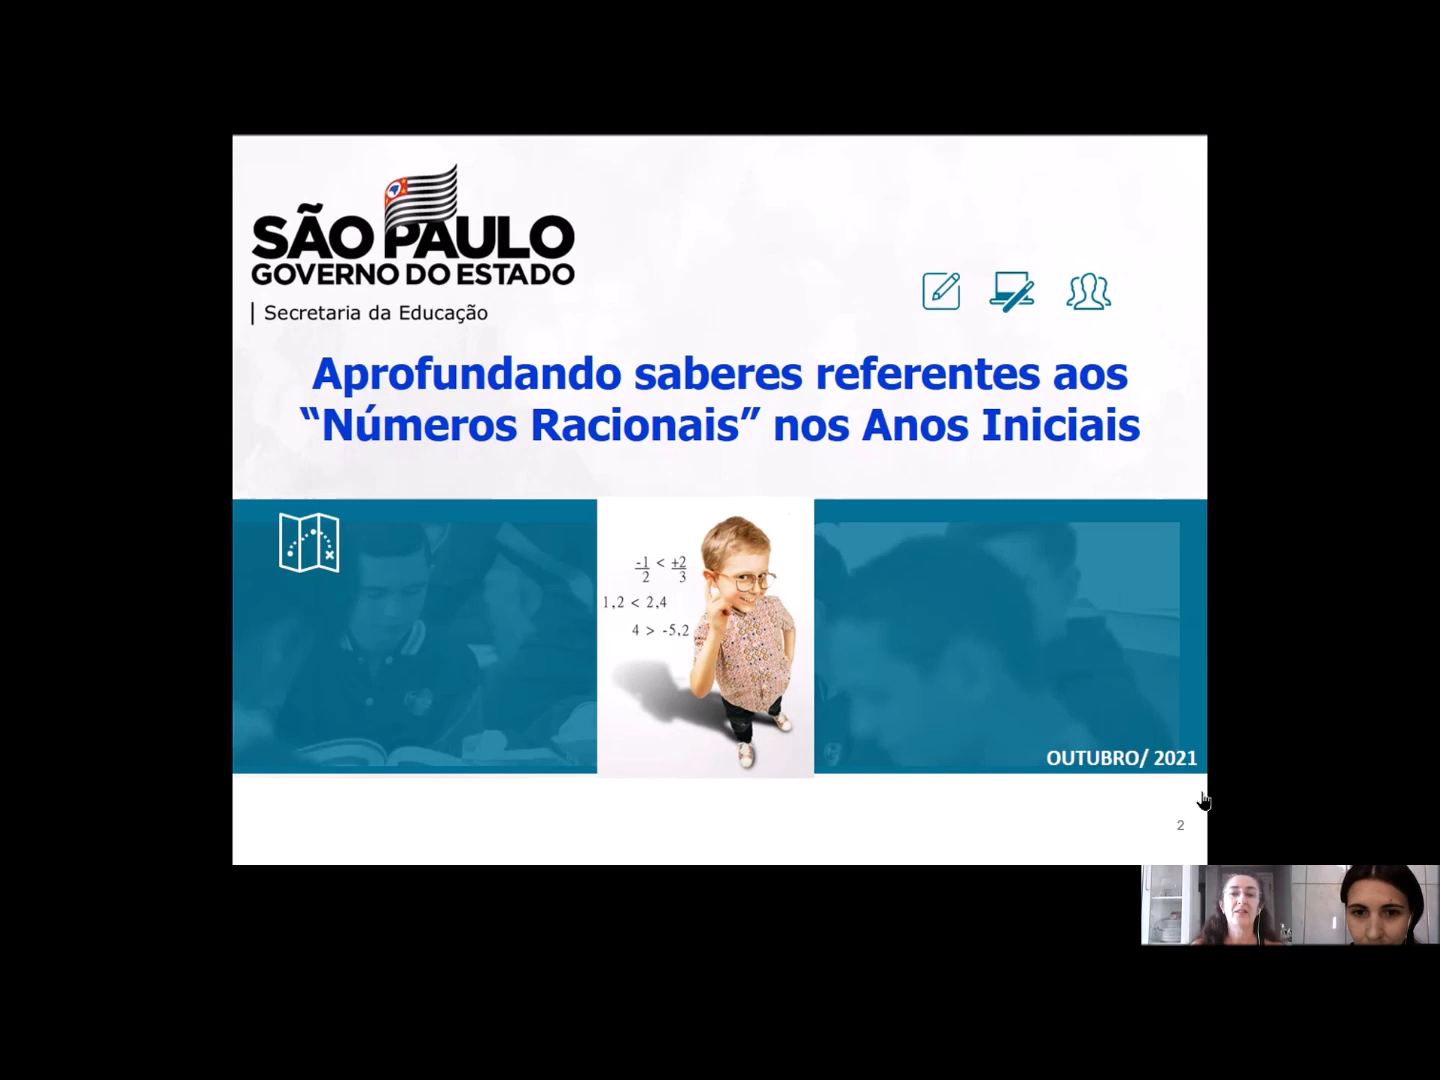 SÃO PAULO
GOVERNO DO ESTADO
| Secretaria da Educação
Aprofundando saberes referentes aos
“Números Racionais” nos Anos Iniciais
-1/2 < +2/3
1,2 < 2,4
4 > -5,2
OUTUBRO/ 2021
2